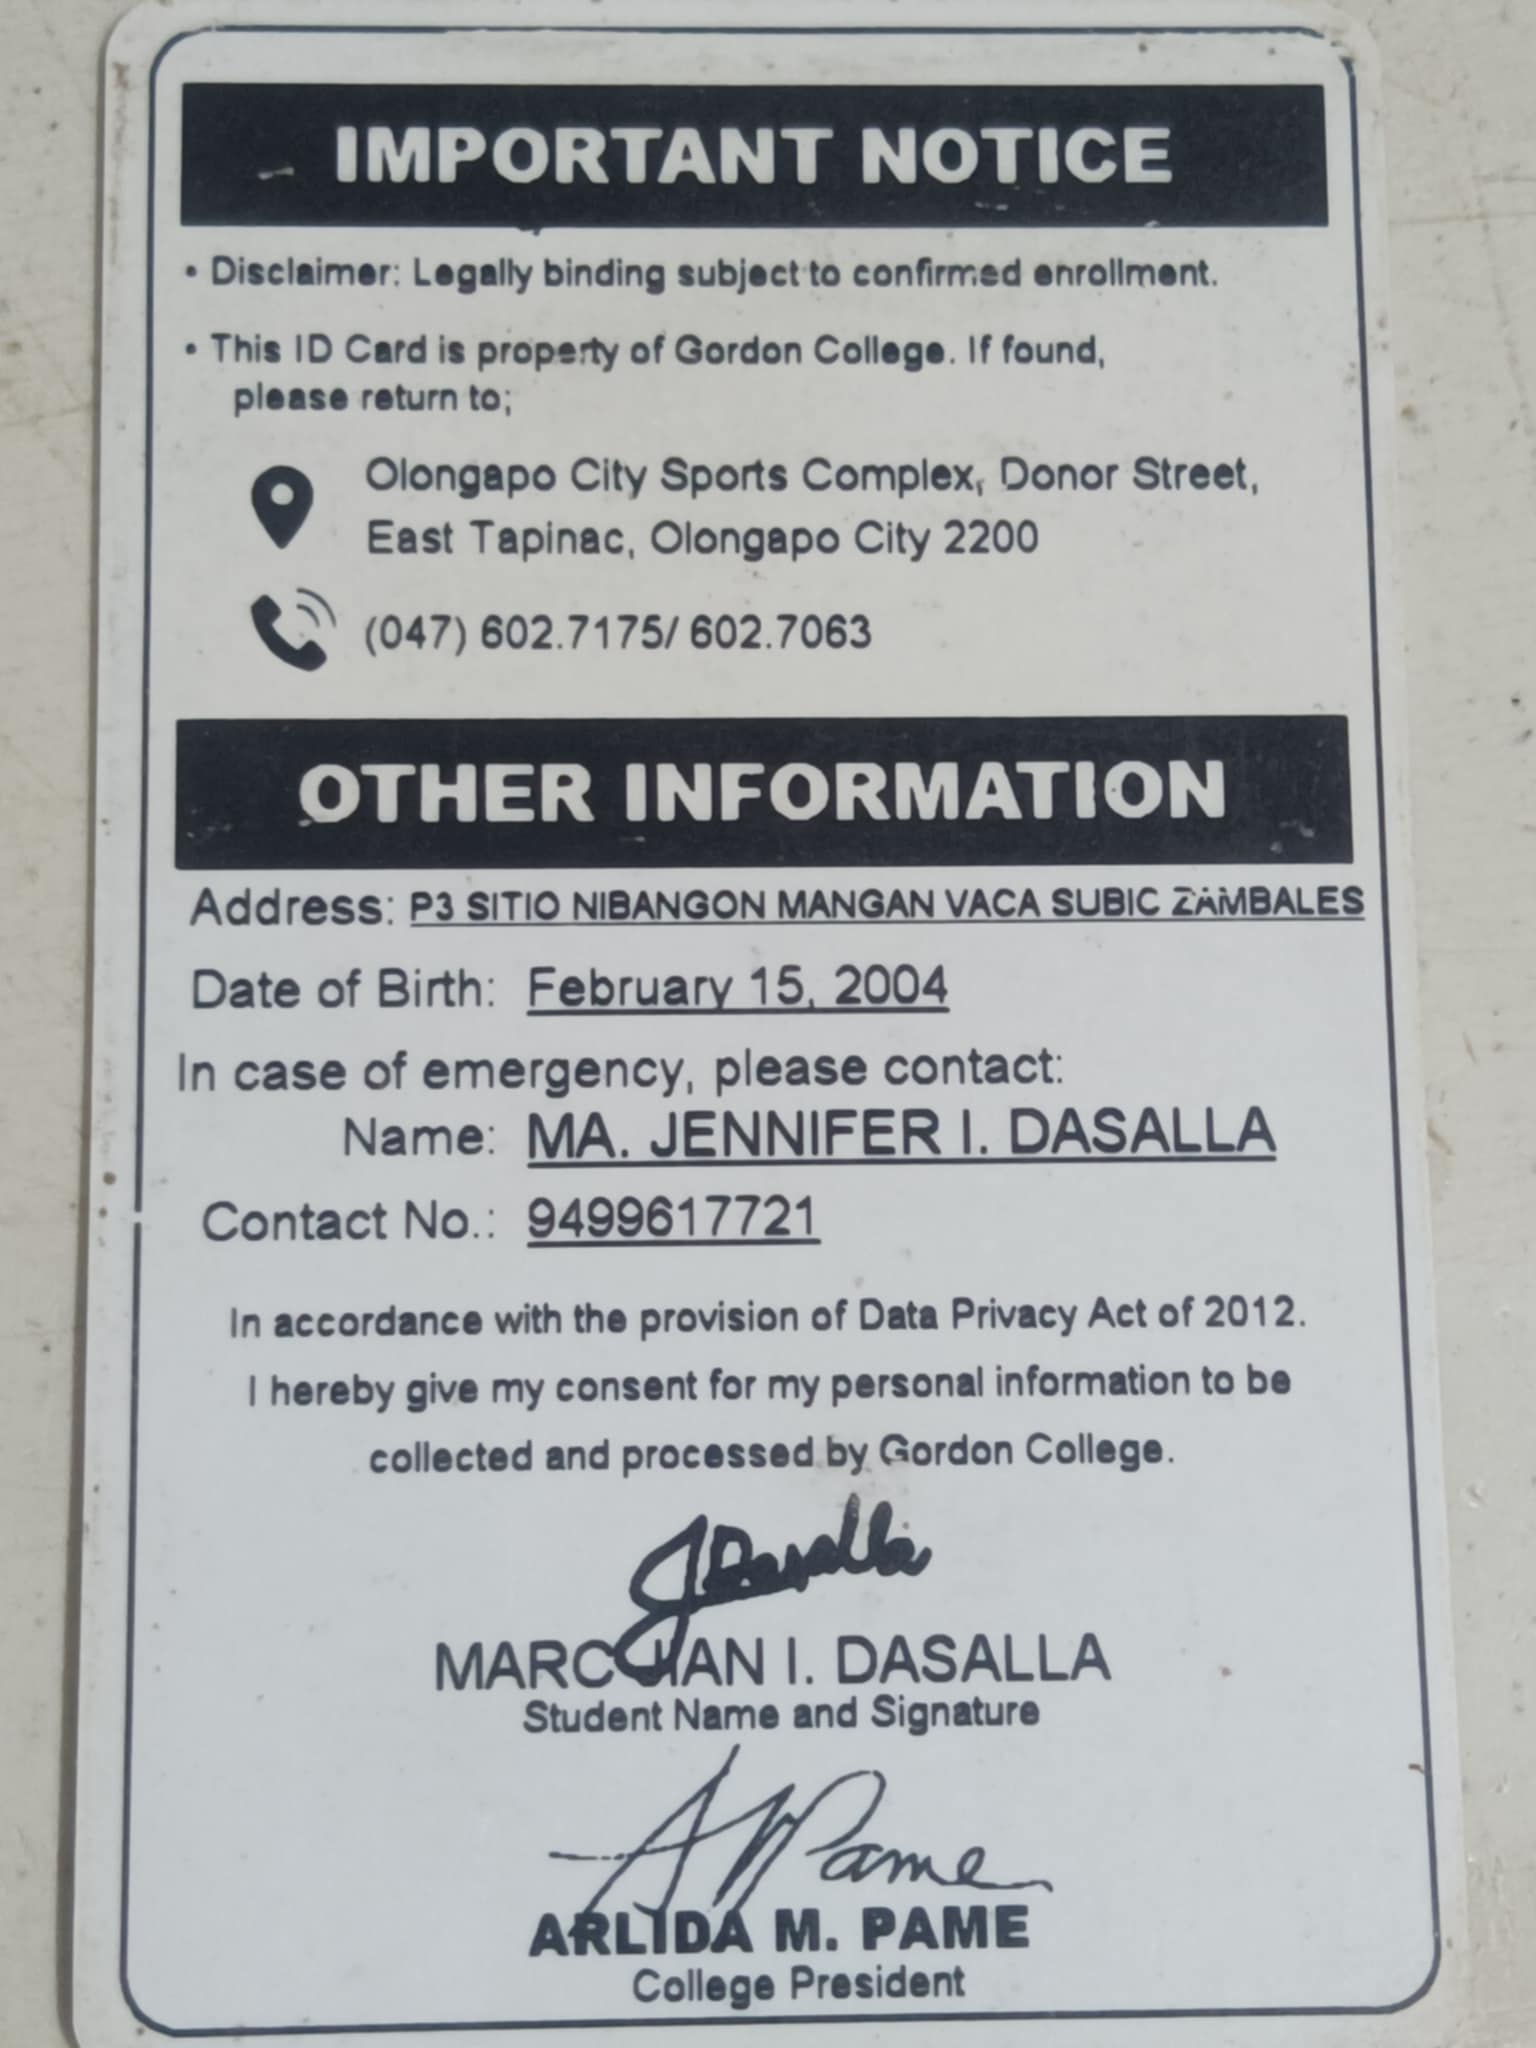 IMPORTANT NOTICE
• Disclaimer: Legally binding subject to confirmed enrollment.
• This ID Card is property of Gordon College. If found,
please return to;
Olongapo City Sports Complex, Donor Street,
East Tapinac, Olongapo City 2200
(047) 602.7175/ 602.7063
OTHER INFORMATION
Address: P3 SITIO NIBANGON MANGAN VACA SUBIC ZAMBALES
Date of Birth: February 15, 2004
In case of emergency, please contact:
Name: MA. JENNIFER I. DASALLA
Contact No.: 9499617721
In accordance with the provision of Data Privacy Act of 2012.
I hereby give my consent for my personal information to be
collected and processed by Gordon College.
JDasalla
MARC I. DASALLA
Student Name and Signature
APame
ARLIDA M. PAME
College President